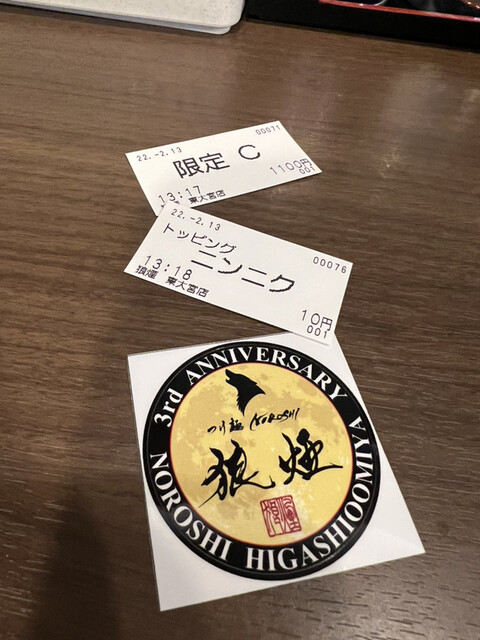 22.-2.13
00071
限定 C
1100円
13:17
001
東大宮店
22.-2.13
00076
トッピング
ニンニク
13:18
10円
狼煙 東大宮店
001
3rd ANNIVERSARY
つけ麺 NOROSHI
狼煙
NOROSHI HIGASHIOOMIYA